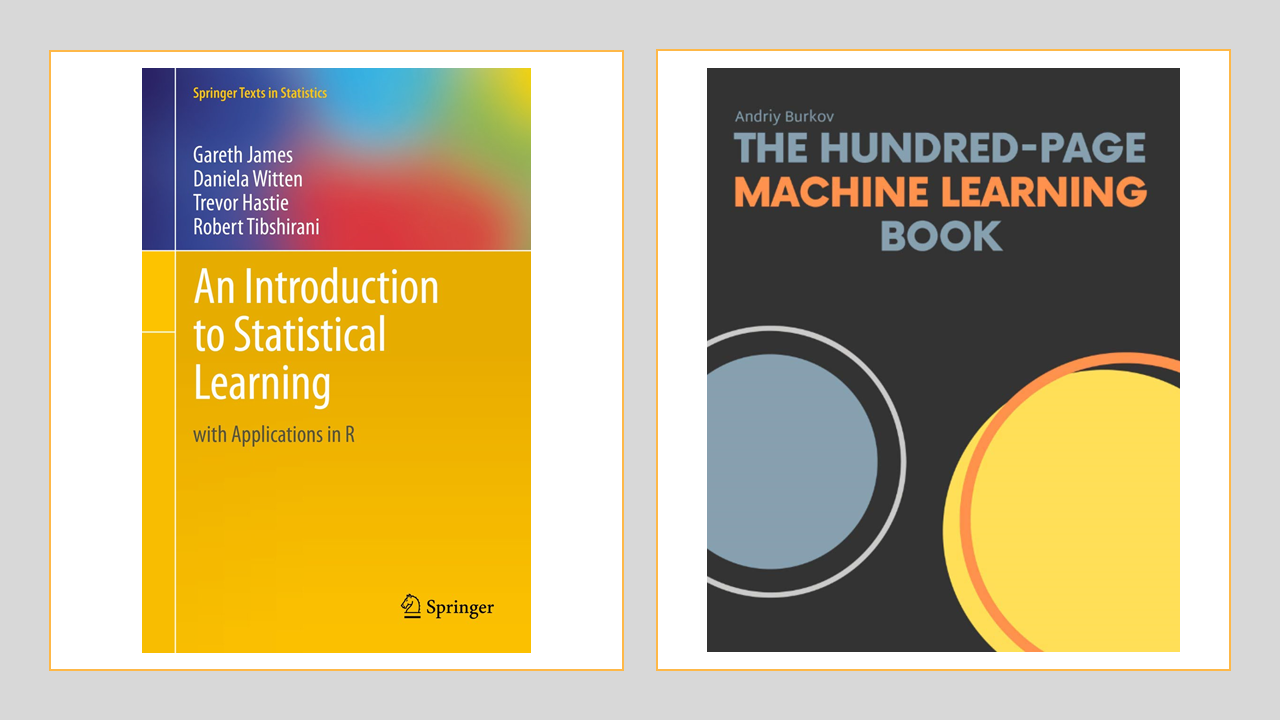 Springer Texts in Statistics
Gareth James
Daniela Witten
Trevor Hastie
Robert Tibshirani
An Introduction
to Statistical
Learning
with Applications in R
Springer
Andriy Burkov
THE HUNDRED-PAGE
MACHINE LEARNING
BOOK